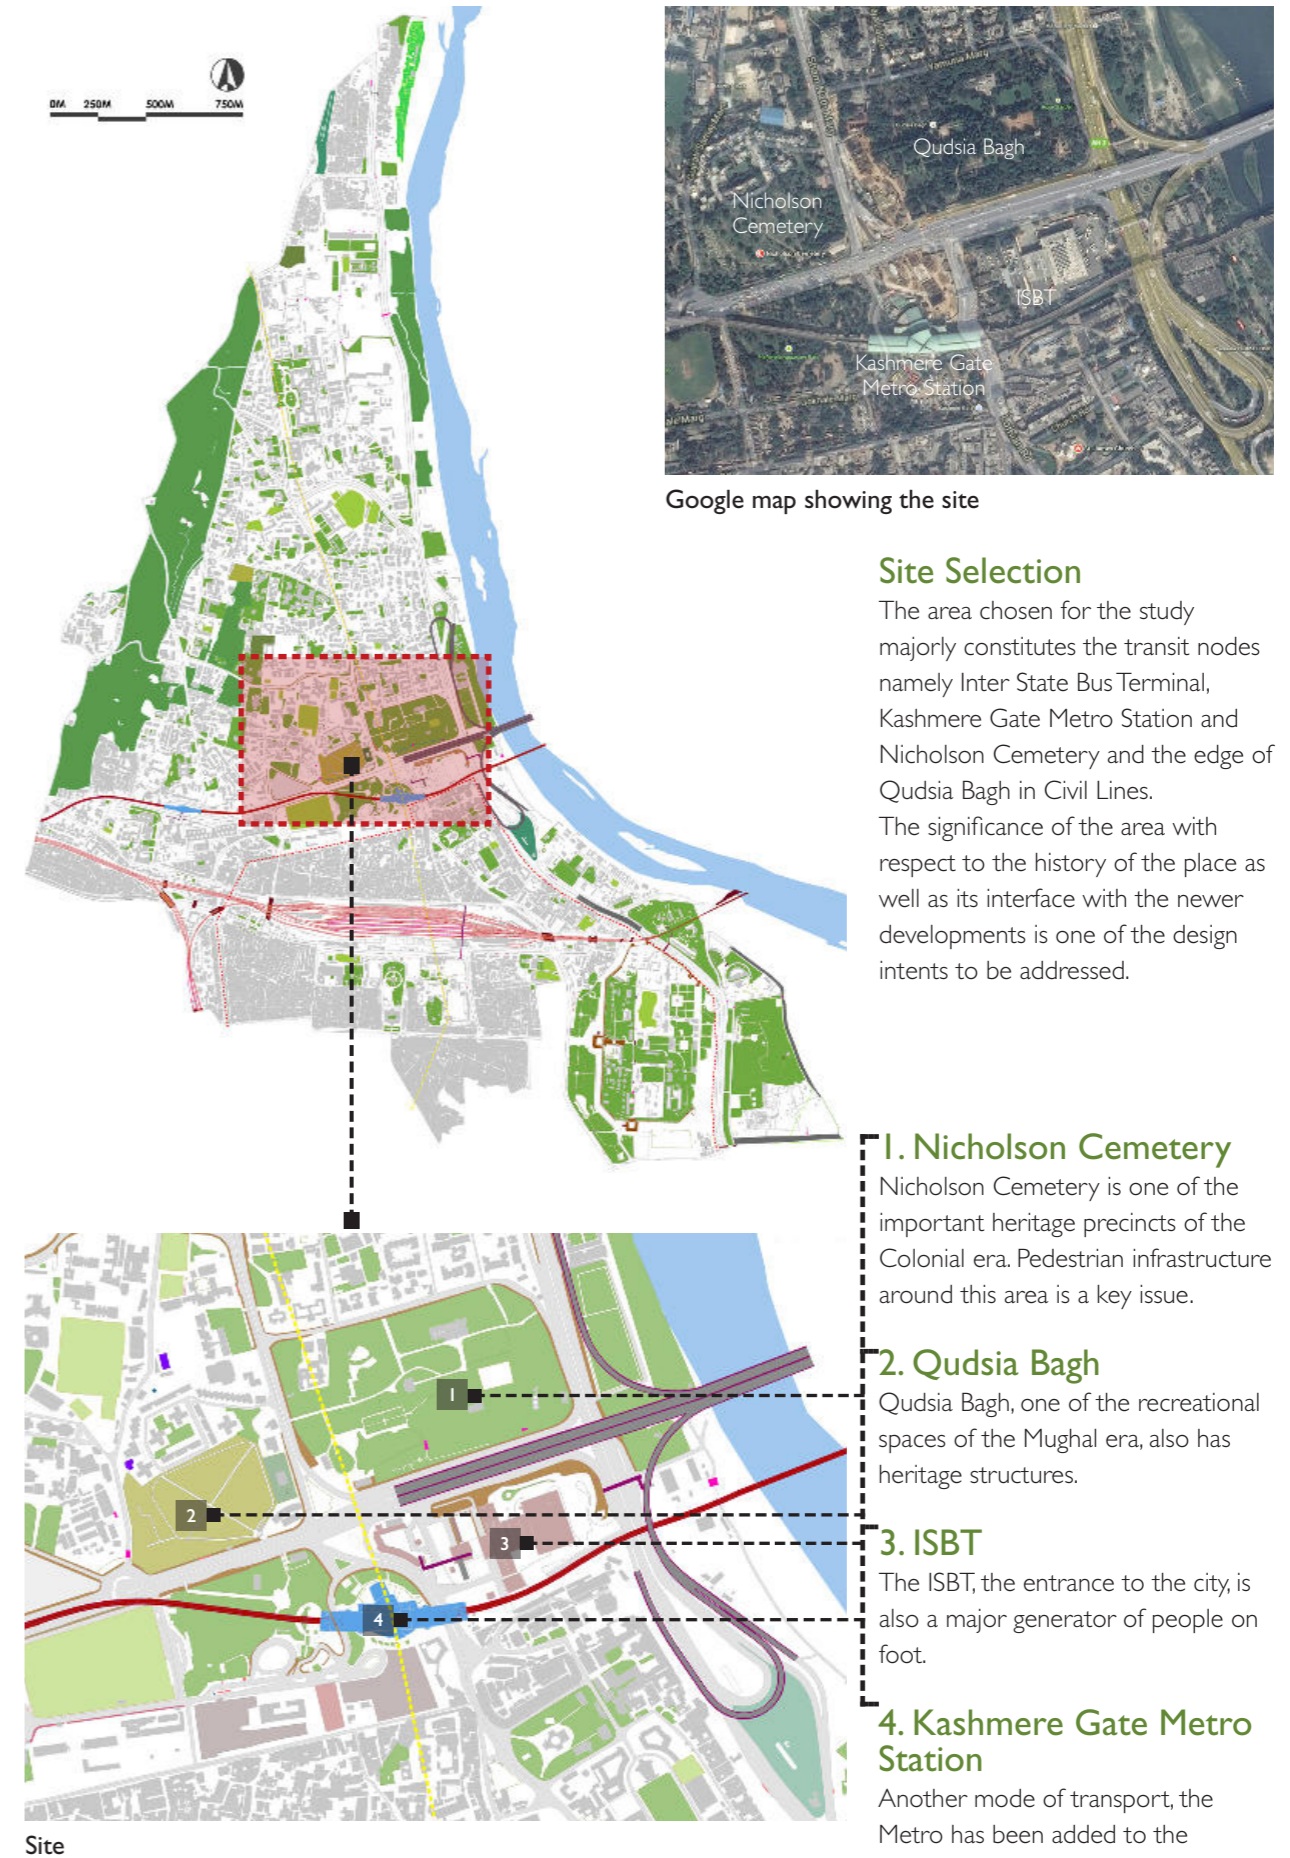 0M 250M 500M 750M
Yamuna Marg
Qudsia Bagh
Nicholson
Cemetery
ISBT
Kashmere Gate
Metro Station
Google map showing the site
Site Selection
The area chosen for the study
majorly constitutes the transit nodes
namely Inter State Bus Terminal,
Kashmere Gate Metro Station and
Nicholson Cemetery and the edge of
Qudsia Bagh in Civil Lines.
The significance of the area with
respect to the history of the place as
well as its interface with the newer
developments is one of the design
intents to be addressed.
1. Nicholson Cemetery
Nicholson Cemetery is one of the
important heritage precincts of the
Colonial era. Pedestrian infrastructure
around this area is a key issue.
2. Qudsia Bagh
Qudsia Bagh, one of the recreational
spaces of the Mughal era, also has
heritage structures.
3. ISBT
The ISBT, the entrance to the city, is
also a major generator of people on
foot.
4. Kashmere Gate Metro
Station
Another mode of transport, the
Metro has been added to the
1
2
3
4
Site